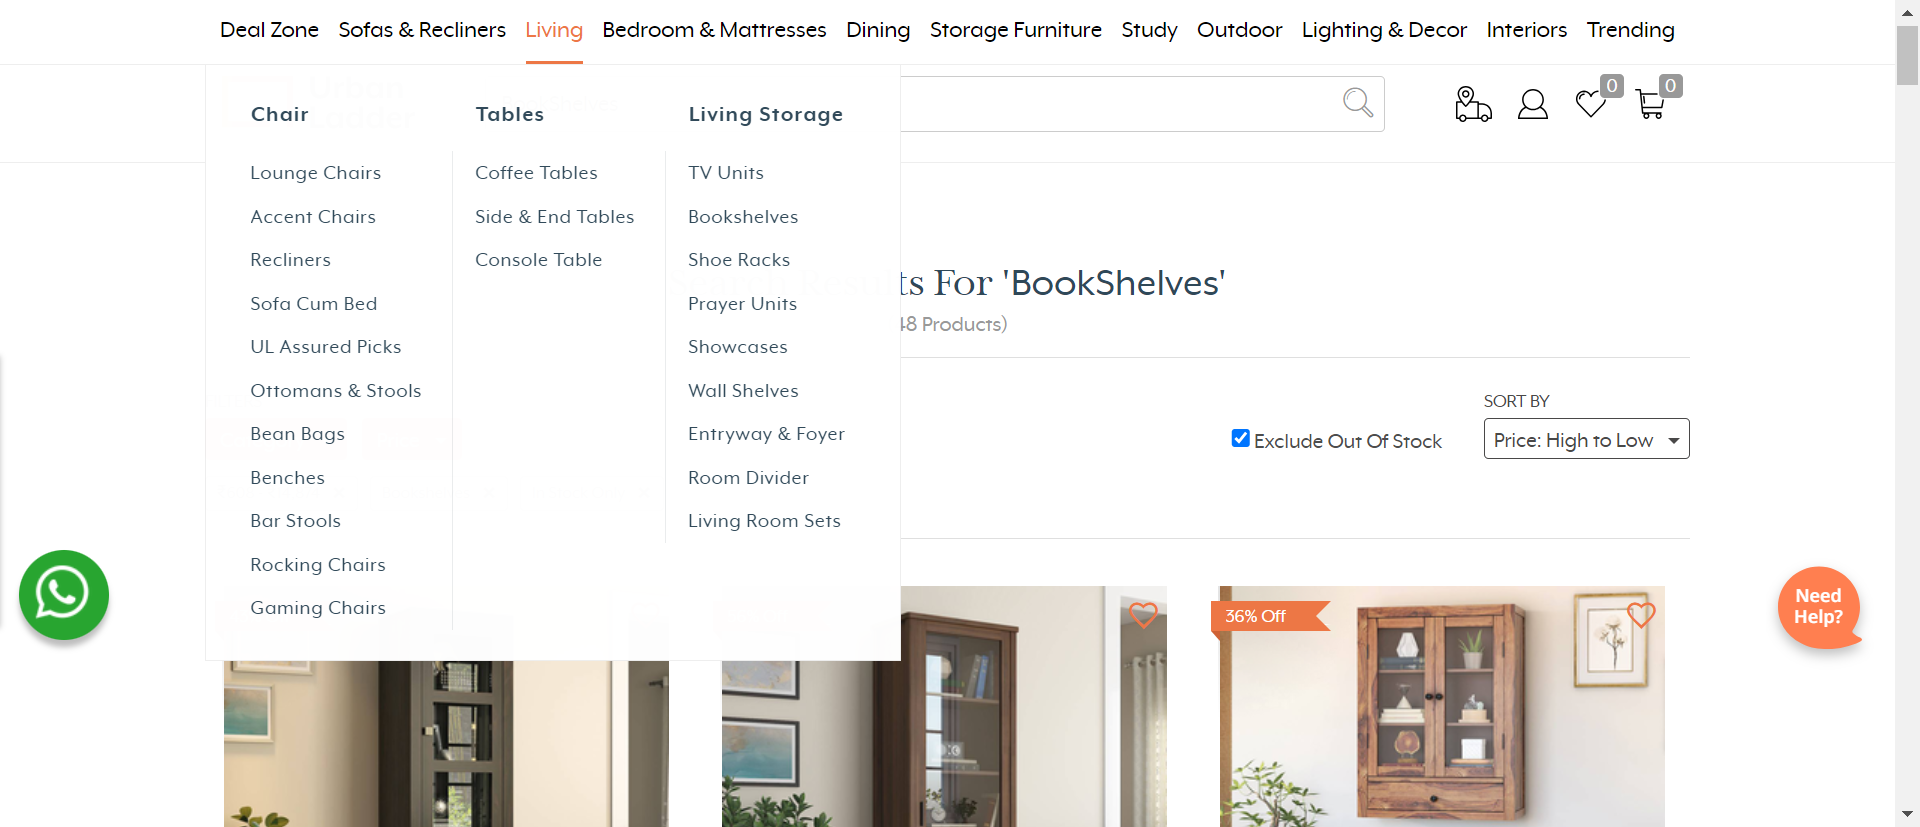 Deal Zone Sofas & Recliners Living Bedroom & Mattresses Dining Storage Furniture Study Outdoor Lighting & Decor Interiors Trending
0 0
Chair
Lounge Chairs
Accent Chairs
Recliners
Sofa Cum Bed
UL Assured Picks
Ottomans & Stools
Bean Bags
Benches
Bar Stools
Rocking Chairs
Gaming Chairs
Tables
Coffee Tables
Side & End Tables
Console Table
Living Storage
TV Units
Bookshelves
Shoe Racks
Prayer Units
Showcases
Wall Shelves
Entryway & Foyer
Room Divider
Living Room Sets
Results For 'BookShelves'
48 Products)
SORT BY
Exclude Out Of Stock
Price: High to Low
36% Off
Need
Help?